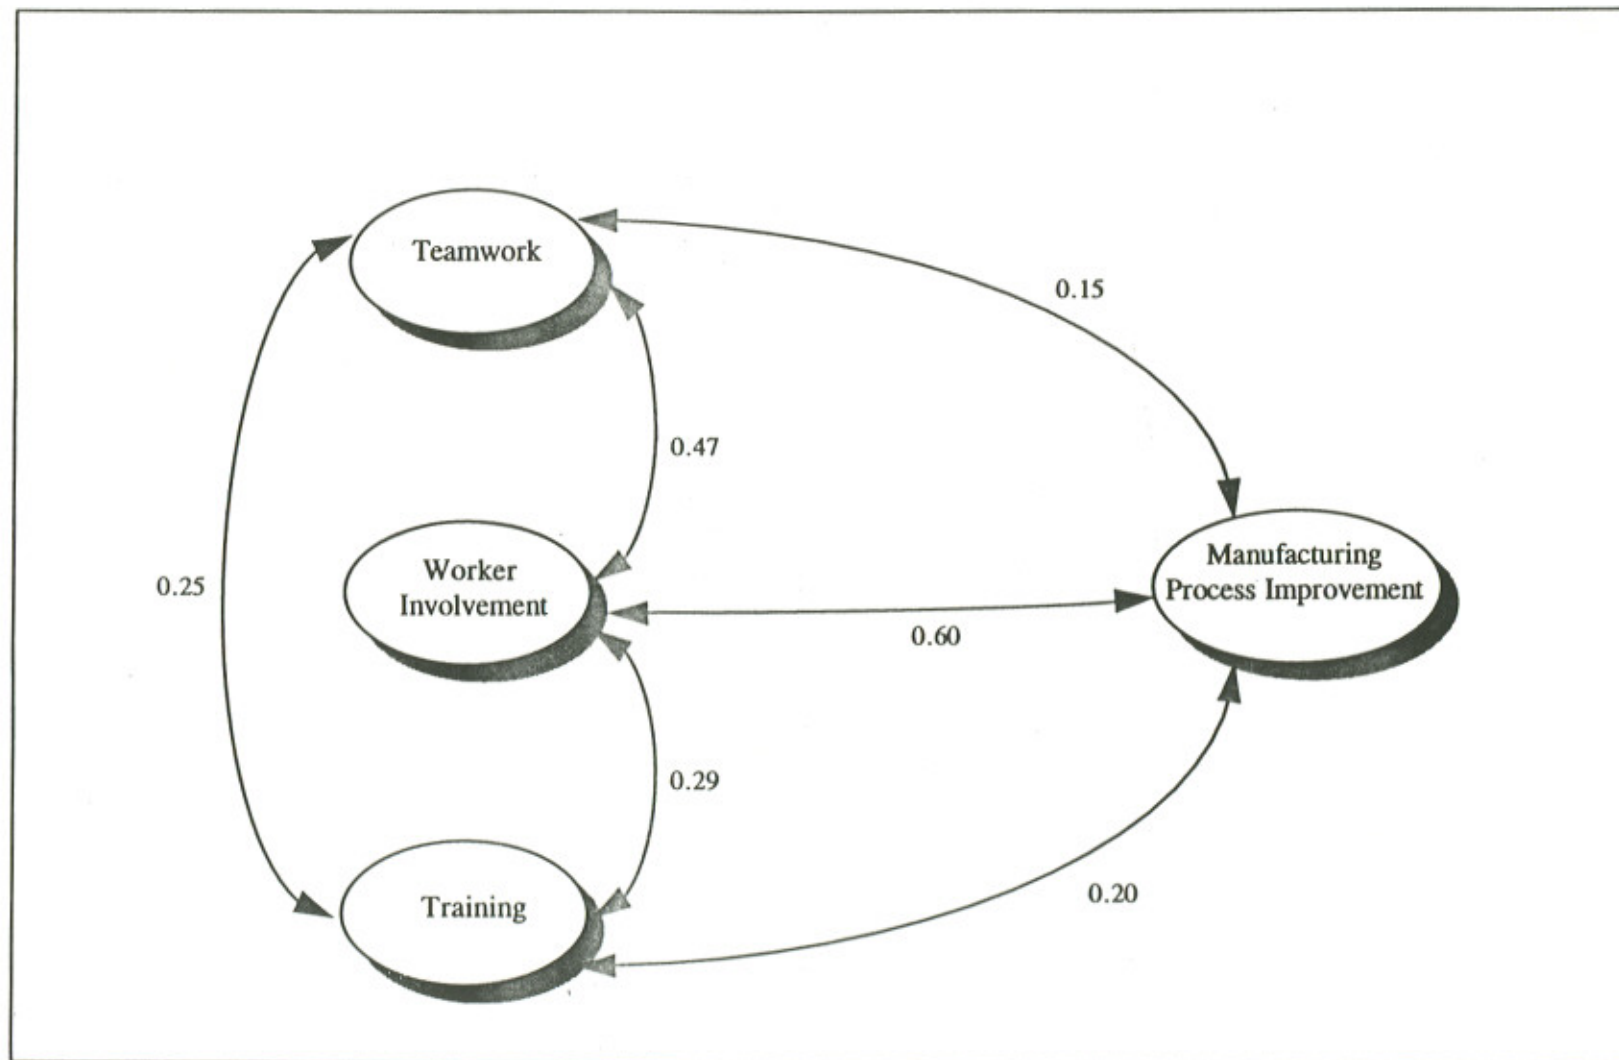 Teamwork
0.15
0.47
Worker
Involvement
Manufacturing
Process Improvement
0.25
0.60
0.29
Training
0.20